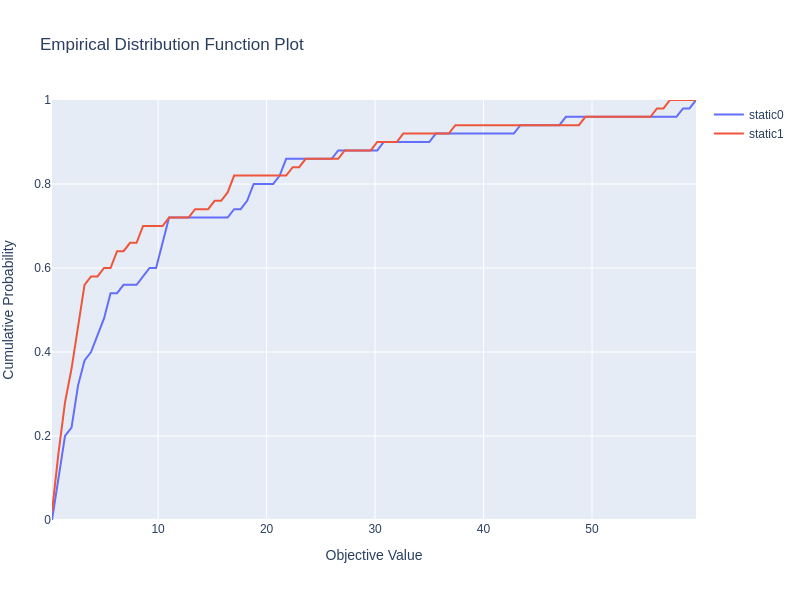 Empirical Distribution Function Plot
1
0.8
0.6
0.4
0.2
0
Cumulative Probability
10
20
30
40
50
Objective Value
static0
static1